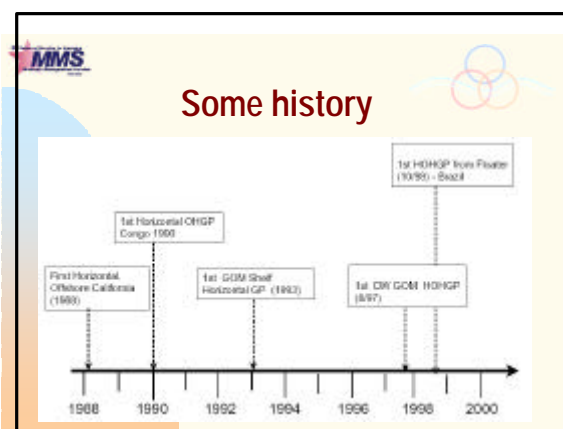 MMS
Some history
1st HOHGP from Floater
(10/98) - Brazil
1st Horizontal OHGP
Congo 1990
First Horizontal,
Offshore California
(1988)
1st GOM Shelf
Horizontal GP (1993)
1st DW GOM HOHGP
(8/97)
1988
1990
1992
1994
1996
1998
2000